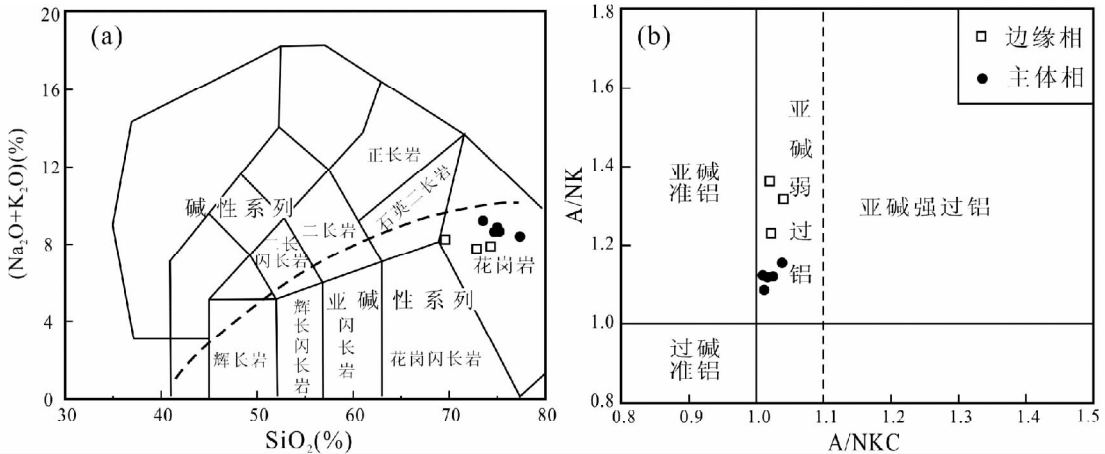 (a)
(Na₂O+K₂O)(%)
20
16
12
8
4
0
正长岩
石英二长岩
碱性系列
二长岩
二长
闪长岩
花岗岩
亚碱性系列
辉长岩
辉长闪长岩
闪长岩
花岗闪长岩
30
40
50
60
70
80
SiO₂(%)
(b)
A/NK
1.8
1.6
1.4
1.2
1.0
0.8
边缘相
主体相
亚碱
准铝
亚碱弱过铝
亚碱强过铝
过碱
准铝
0.8
0.9
1.0
1.1
1.2
1.3
1.4
1.5
A/NKC